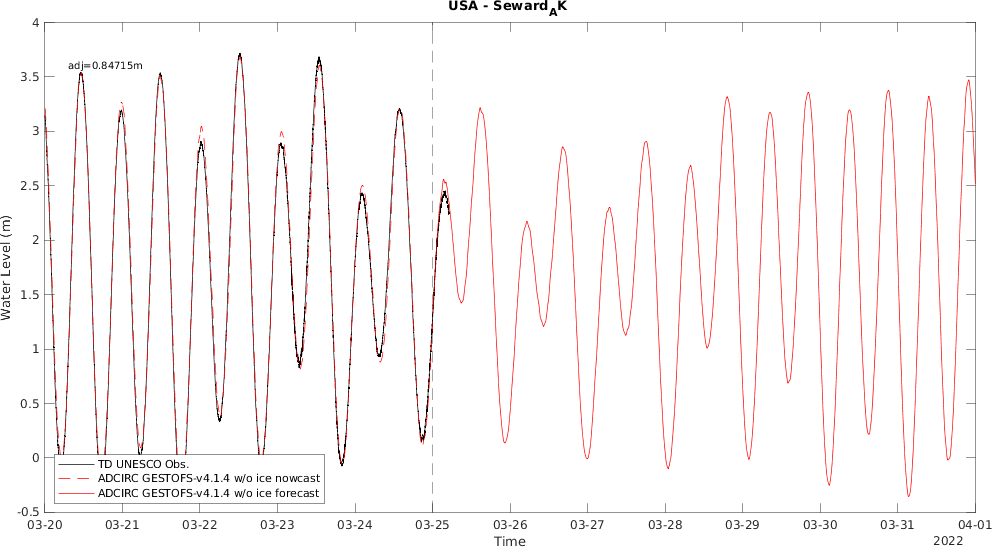 USA - Seward_AK
adj=0.84715m
Water Level (m)
4
3.5
3
2.5
2
1.5
1
0.5
0
-0.5
TD UNESCO Obs.
ADCIRC GESTOFS-v4.1.4 w/o ice nowcast
ADCIRC GESTOFS-v4.1.4 w/o ice forecast
03-20 03-21 03-22 03-23 03-24 03-25 03-26 03-27 03-28 03-29 03-30 03-31 04-01
Time
2022